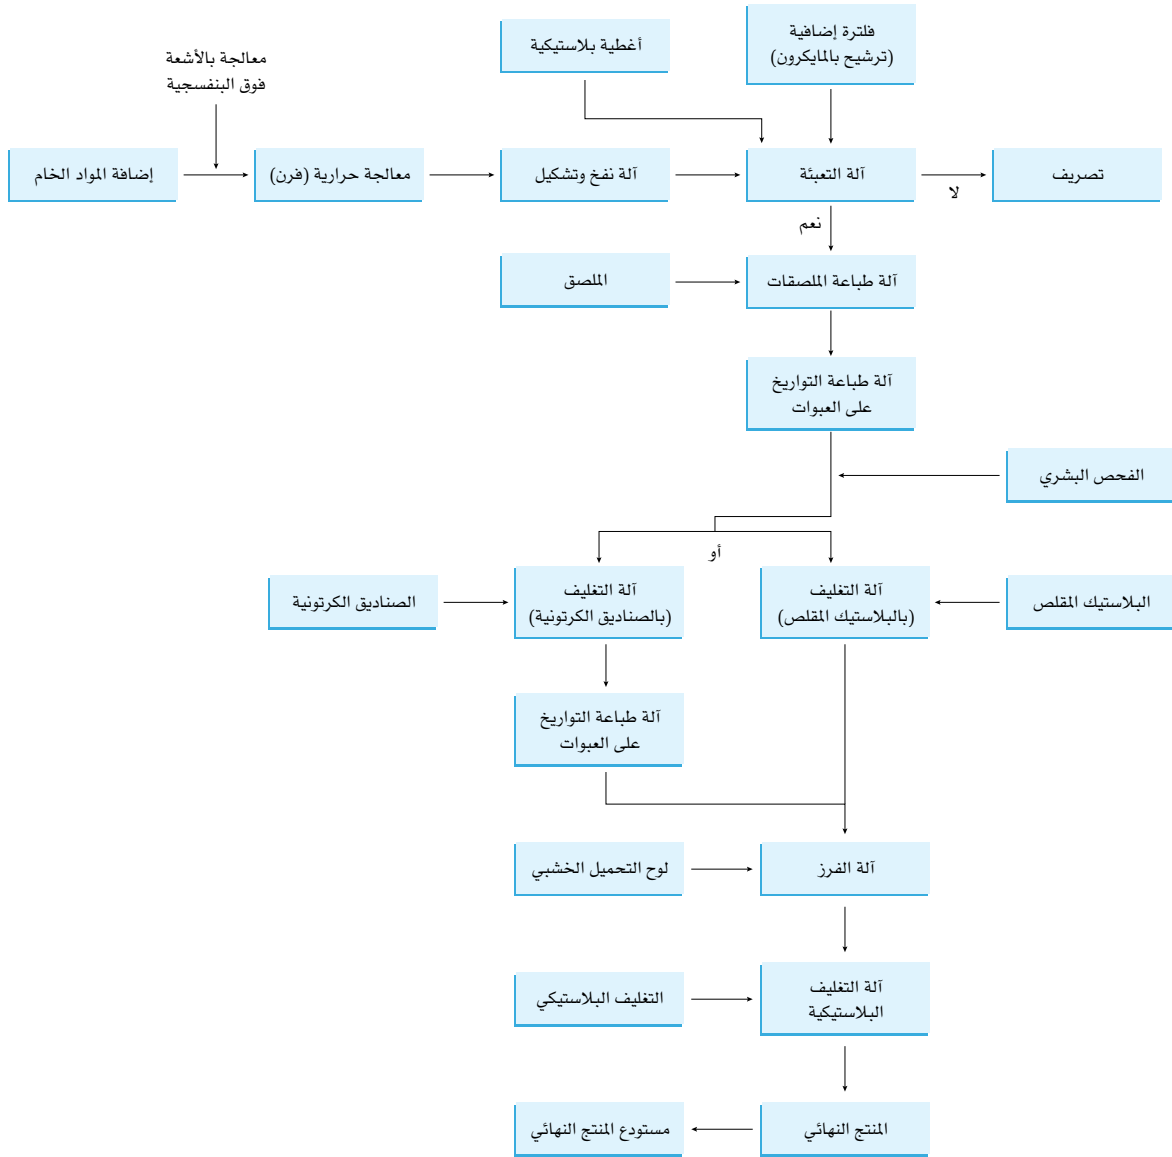 فلترة إضافية
(ترشيح بالمايكرون)
أغطية بلاستيكية
معالجة بالأشعة
فوق البنفسجية
إضافة المواد الخام
معالجة حرارية (فرن)
آلة نفخ وتشكيل
آلة التعبئة
لا
تصريف
نعم
الملصق
آلة طباعة الملصقات
آلة طباعة التواريخ
على العبوات
الفحص البشري
أو
الصناديق الكرتونية
آلة التغليف
(بالصناديق الكرتونية)
آلة التغليف
(بالبلاستيك المقلص)
البلاستيك المقلص
آلة طباعة التواريخ
على العبوات
لوح التحميل الخشبي
آلة الفرز
التغليف البلاستيكي
آلة التغليف
البلاستيكية
المنتج النهائي
مستودع المنتج النهائي